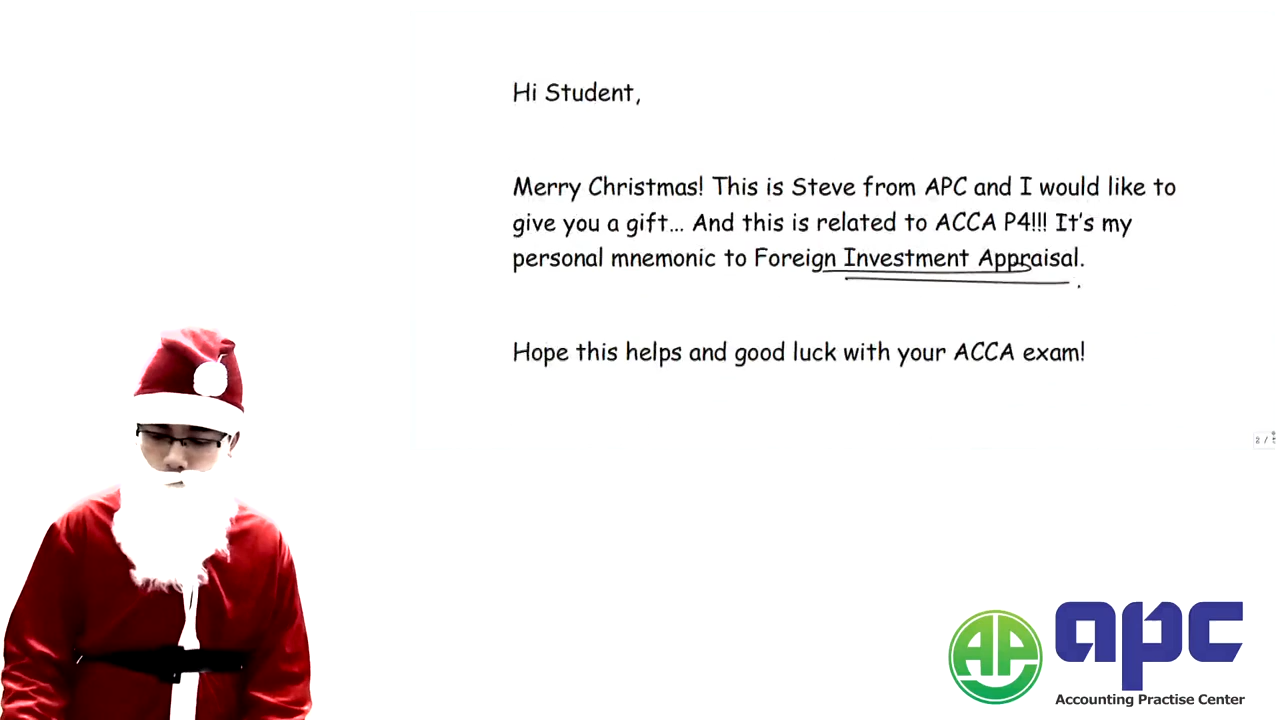 Hi Student,
Merry Christmas! This is Steve from APC and I would like to
give you a gift... And this is related to ACCA P4!!! It's my
personal mnemonic to Foreign Investment Appraisal.
Hope this helps and good luck with your ACCA exam!
2 /
AP
apc
Accounting Practise Center